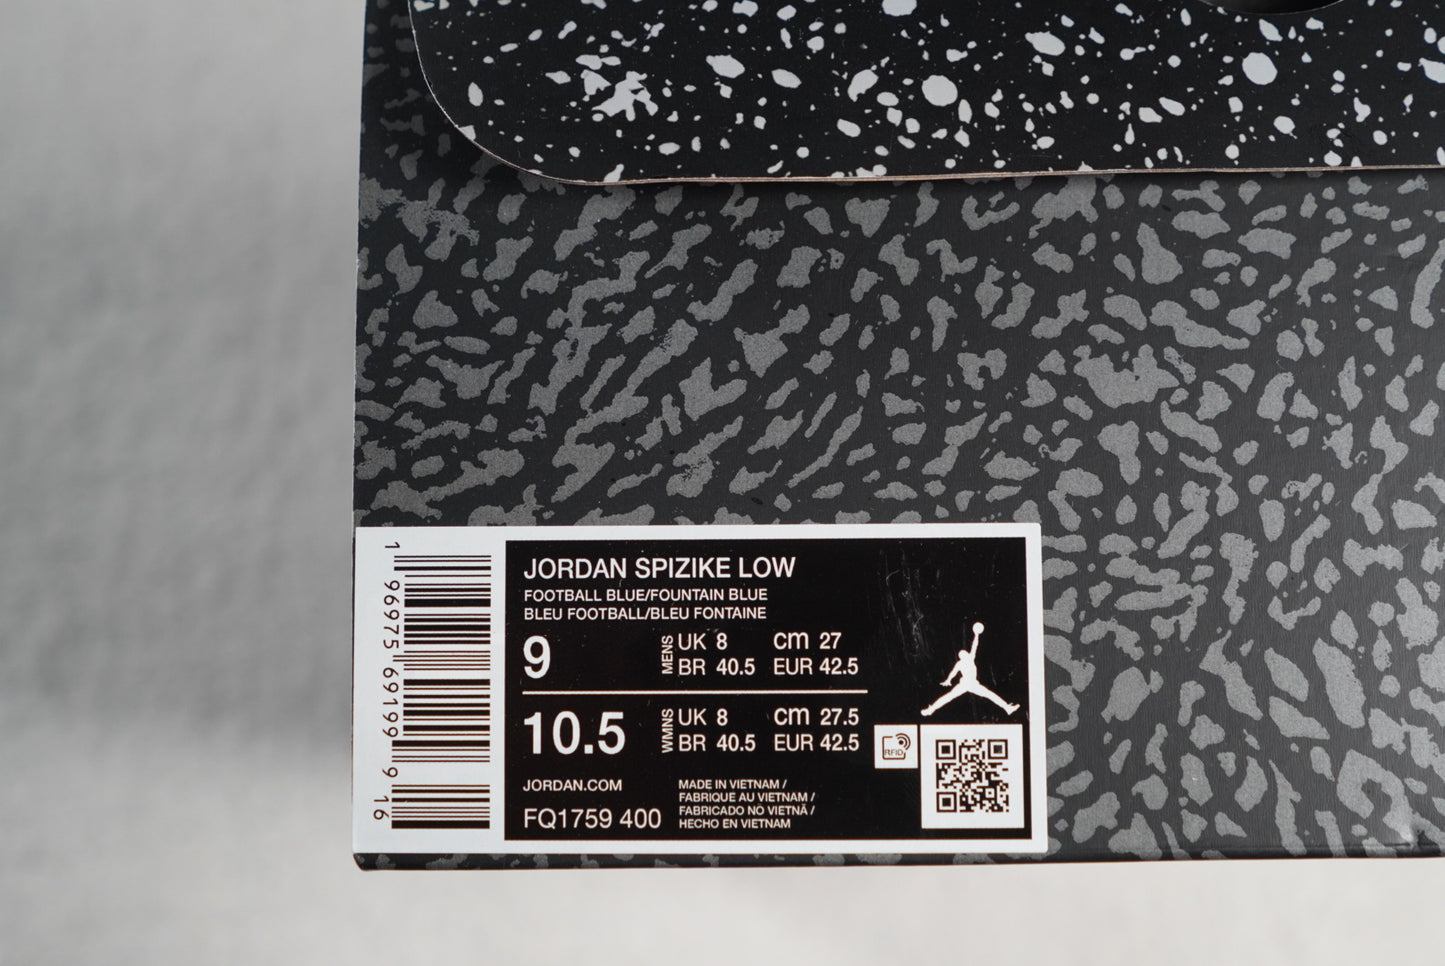 JORDAN SPIZIKE LOW
FOOTBALL BLUE/FOUNTAIN BLUE
BLEU FOOTBALL/BLEU FONTAINE
9
MENS
UK 8 cm 27
BR 40.5 EUR 42.5
10.5
WMNS
UK 8 cm 27.5
BR 40.5 EUR 42.5
JORDAN.COM
FQ1759 400
MADE IN VIETNAM /
FABRIQUE AU VIETNAM /
FABRICADO NO VIETNÃ /
HECHO EN VIETNAM
RFID
1 96975 69199 9 16